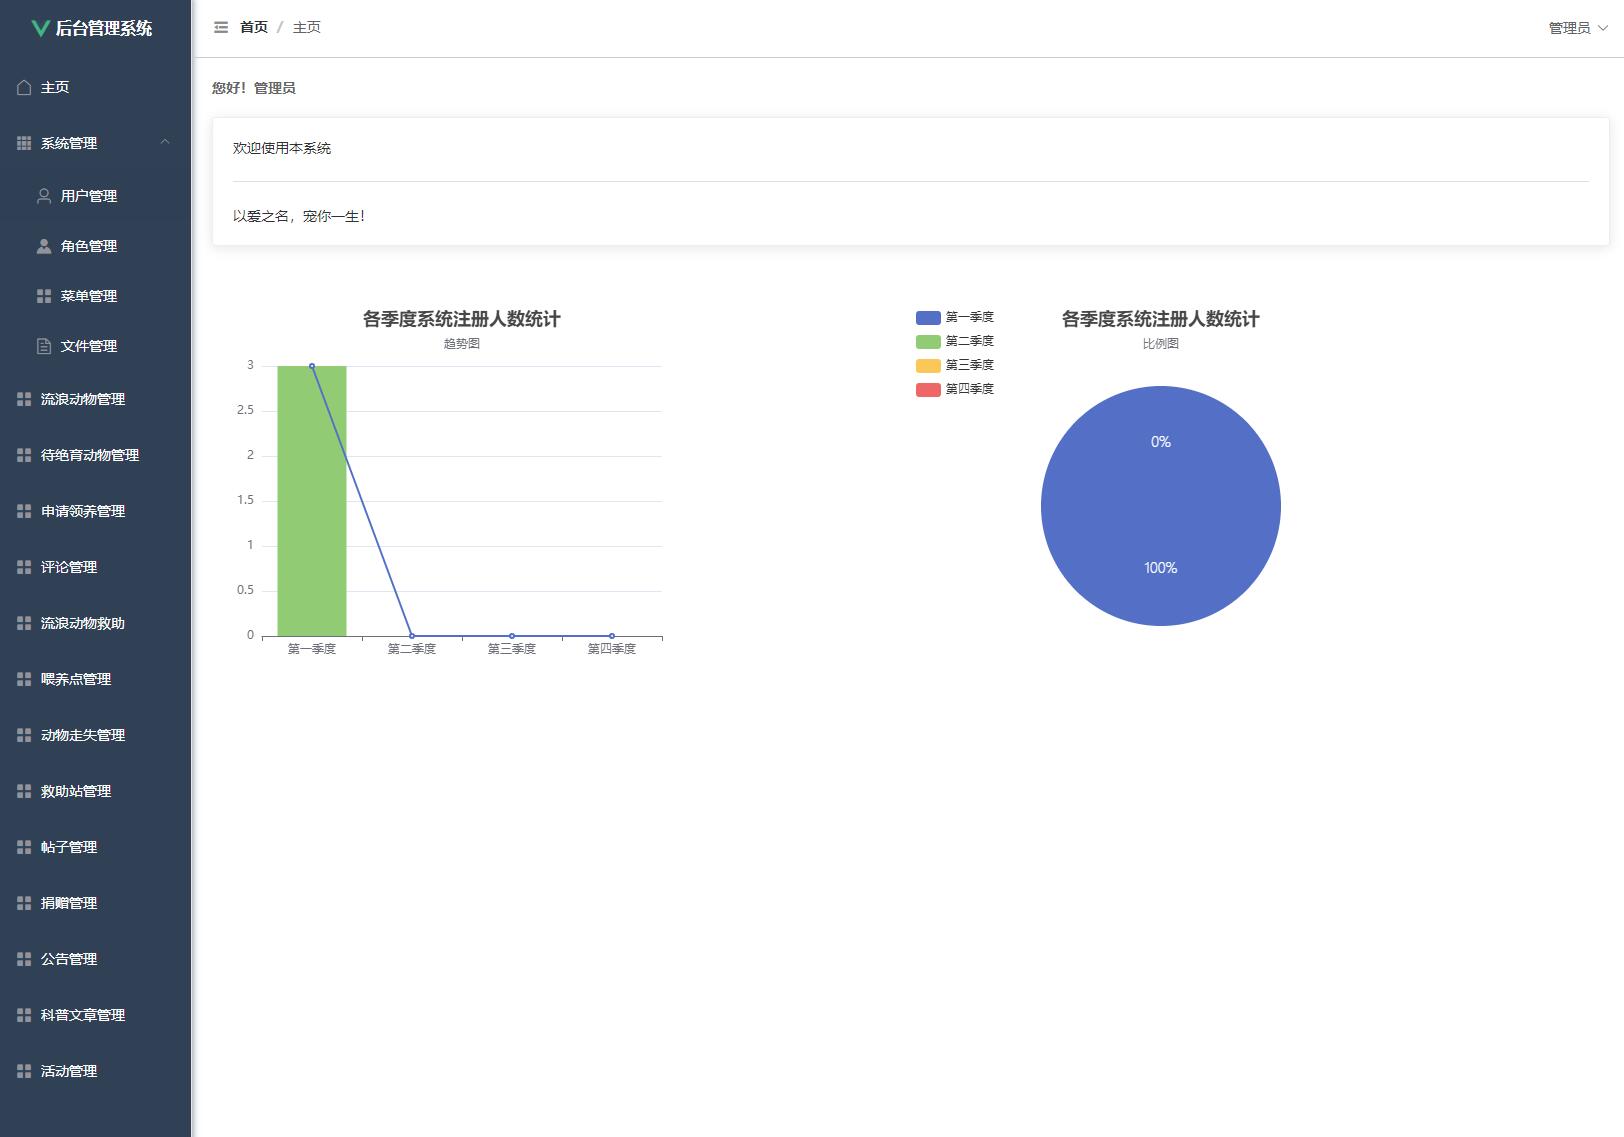 后台管理系统
主页
系统管理
用户管理
角色管理
菜单管理
文件管理
流浪动物管理
待绝育动物管理
申请领养管理
评论管理
流浪动物救助
喂养点管理
动物走失管理
救助站管理
帖子管理
捐赠管理
公告管理
科普文章管理
活动管理
首页 / 主页
管理员
您好！管理员
欢迎使用本系统
以爱之名，宠你一生！
各季度系统注册人数统计
趋势图
3
2.5
2
1.5
1
0.5
0
第一季度 第二季度 第三季度 第四季度
第一季度
第二季度
第三季度
第四季度
各季度系统注册人数统计
比例图
0%
100%